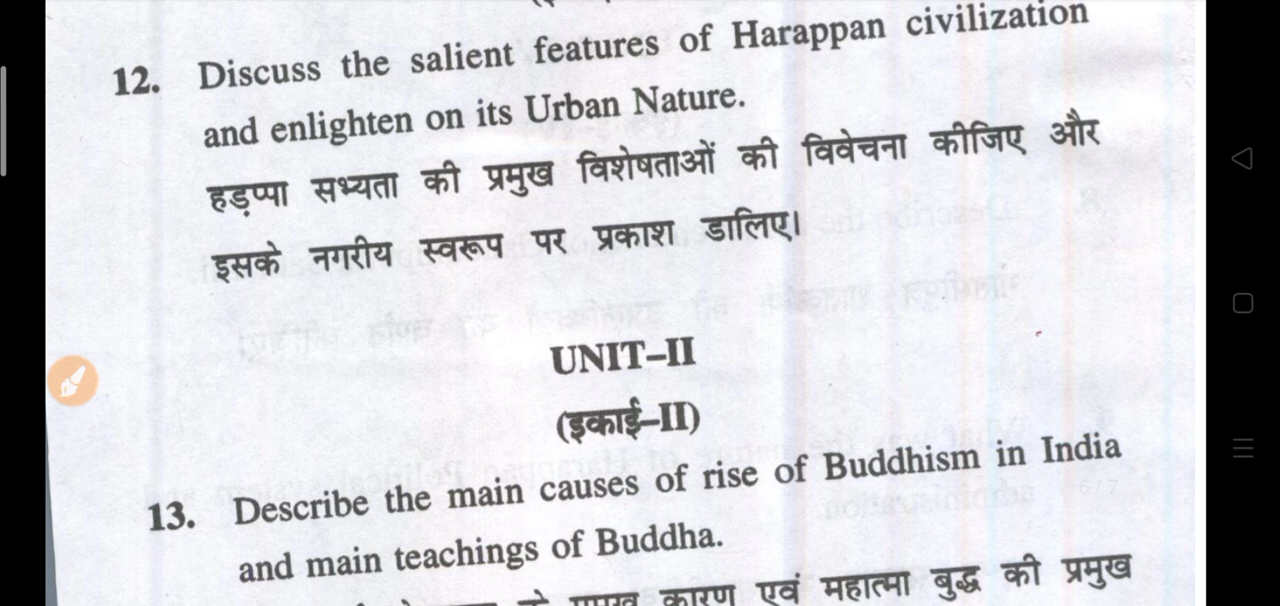 12. Discuss the salient features of Harappan civilization
and enlighten on its Urban Nature.
हड़प्पा सभ्यता की प्रमुख विशेषताओं की विवेचना कीजिए और
इसके नगरीय स्वरूप पर प्रकाश डालिए।
UNIT–II
(इकाई–II)
13. Describe the main causes of rise of Buddhism in India
and main teachings of Buddha.
कारण एवं महात्मा बुद्ध की प्रमुख